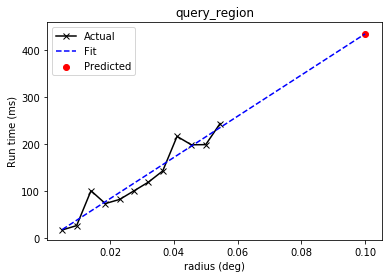 query_region
Actual
Fit
Predicted
Run time (ms)
400
300
200
100
0
0.02 0.04 0.06 0.08 0.10
radius (deg)